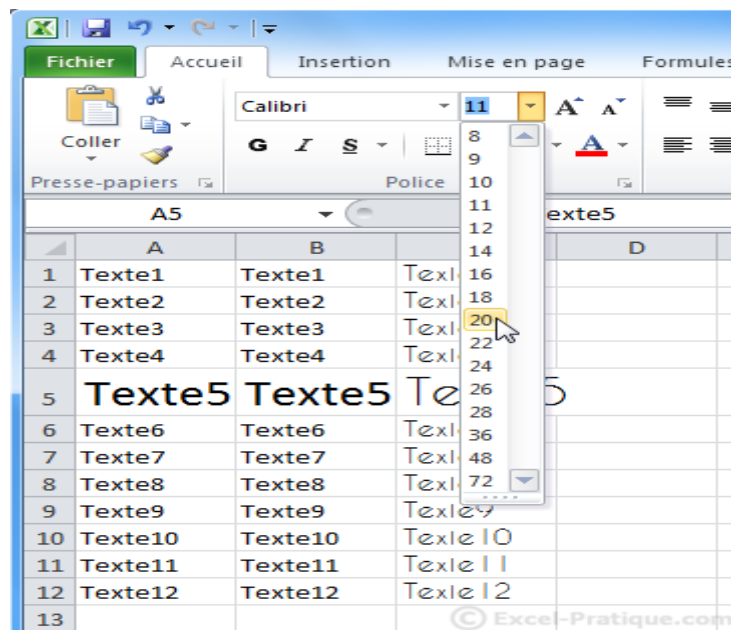 Fichier Accueil Insertion Mise en page Formules
Calibri 11 A A
Coller G I S A
Presse-papiers Police
A5 exte5
A B D
1 Texte1 Texte1
2 Texte2 Texte2
3 Texte3 Texte3
4 Texte4 Texte4
5 Texte5 Texte5
6 Texte6 Texte6
7 Texte7 Texte7
8 Texte8 Texte8
9 Texte9 Texte9 Texte9
10 Texte10 Texte10 Texte10
11 Texte11 Texte11 Texte11
12 Texte12 Texte12 Texte12
13
8
9
10
11
12
14
16
18
20
22
24
26
28
36
48
72
© Excel-Pratique.com